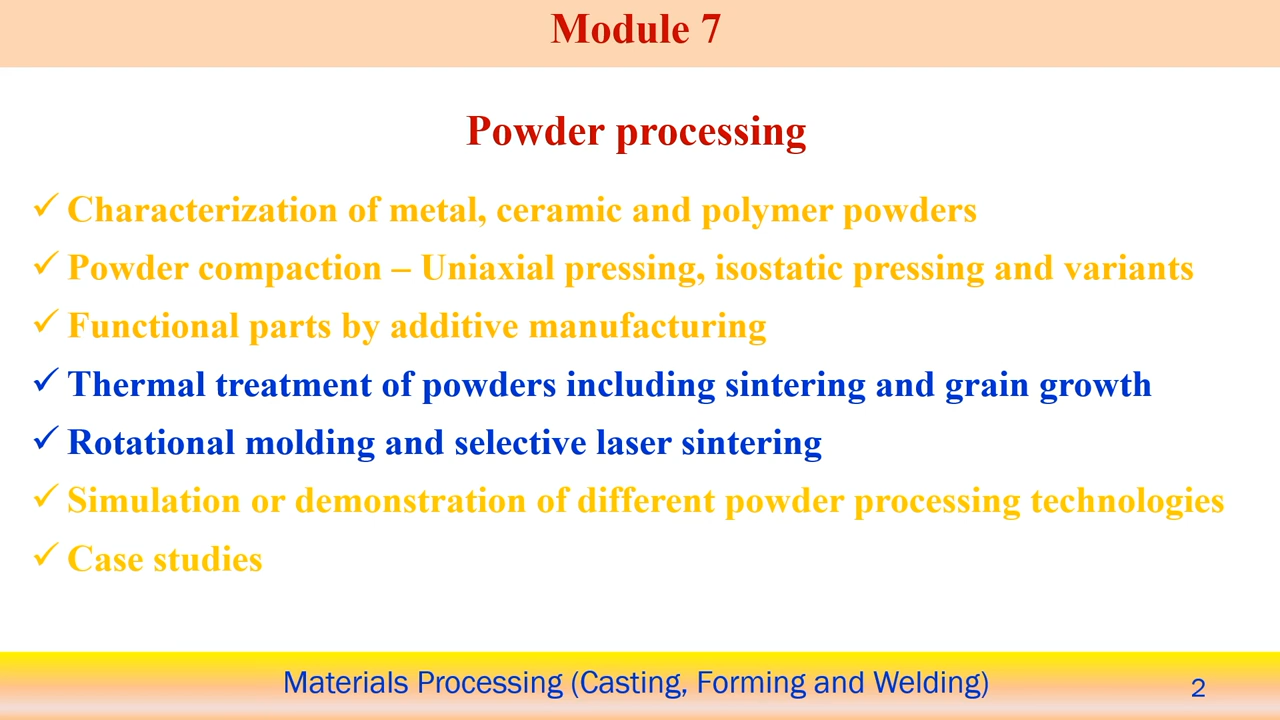 Module 7
Powder processing
✓ Characterization of metal, ceramic and polymer powders
✓ Powder compaction – Uniaxial pressing, isostatic pressing and variants
✓ Functional parts by additive manufacturing
✓ Thermal treatment of powders including sintering and grain growth
✓ Rotational molding and selective laser sintering
✓ Simulation or demonstration of different powder processing technologies
✓ Case studies
Materials Processing (Casting, Forming and Welding)
2